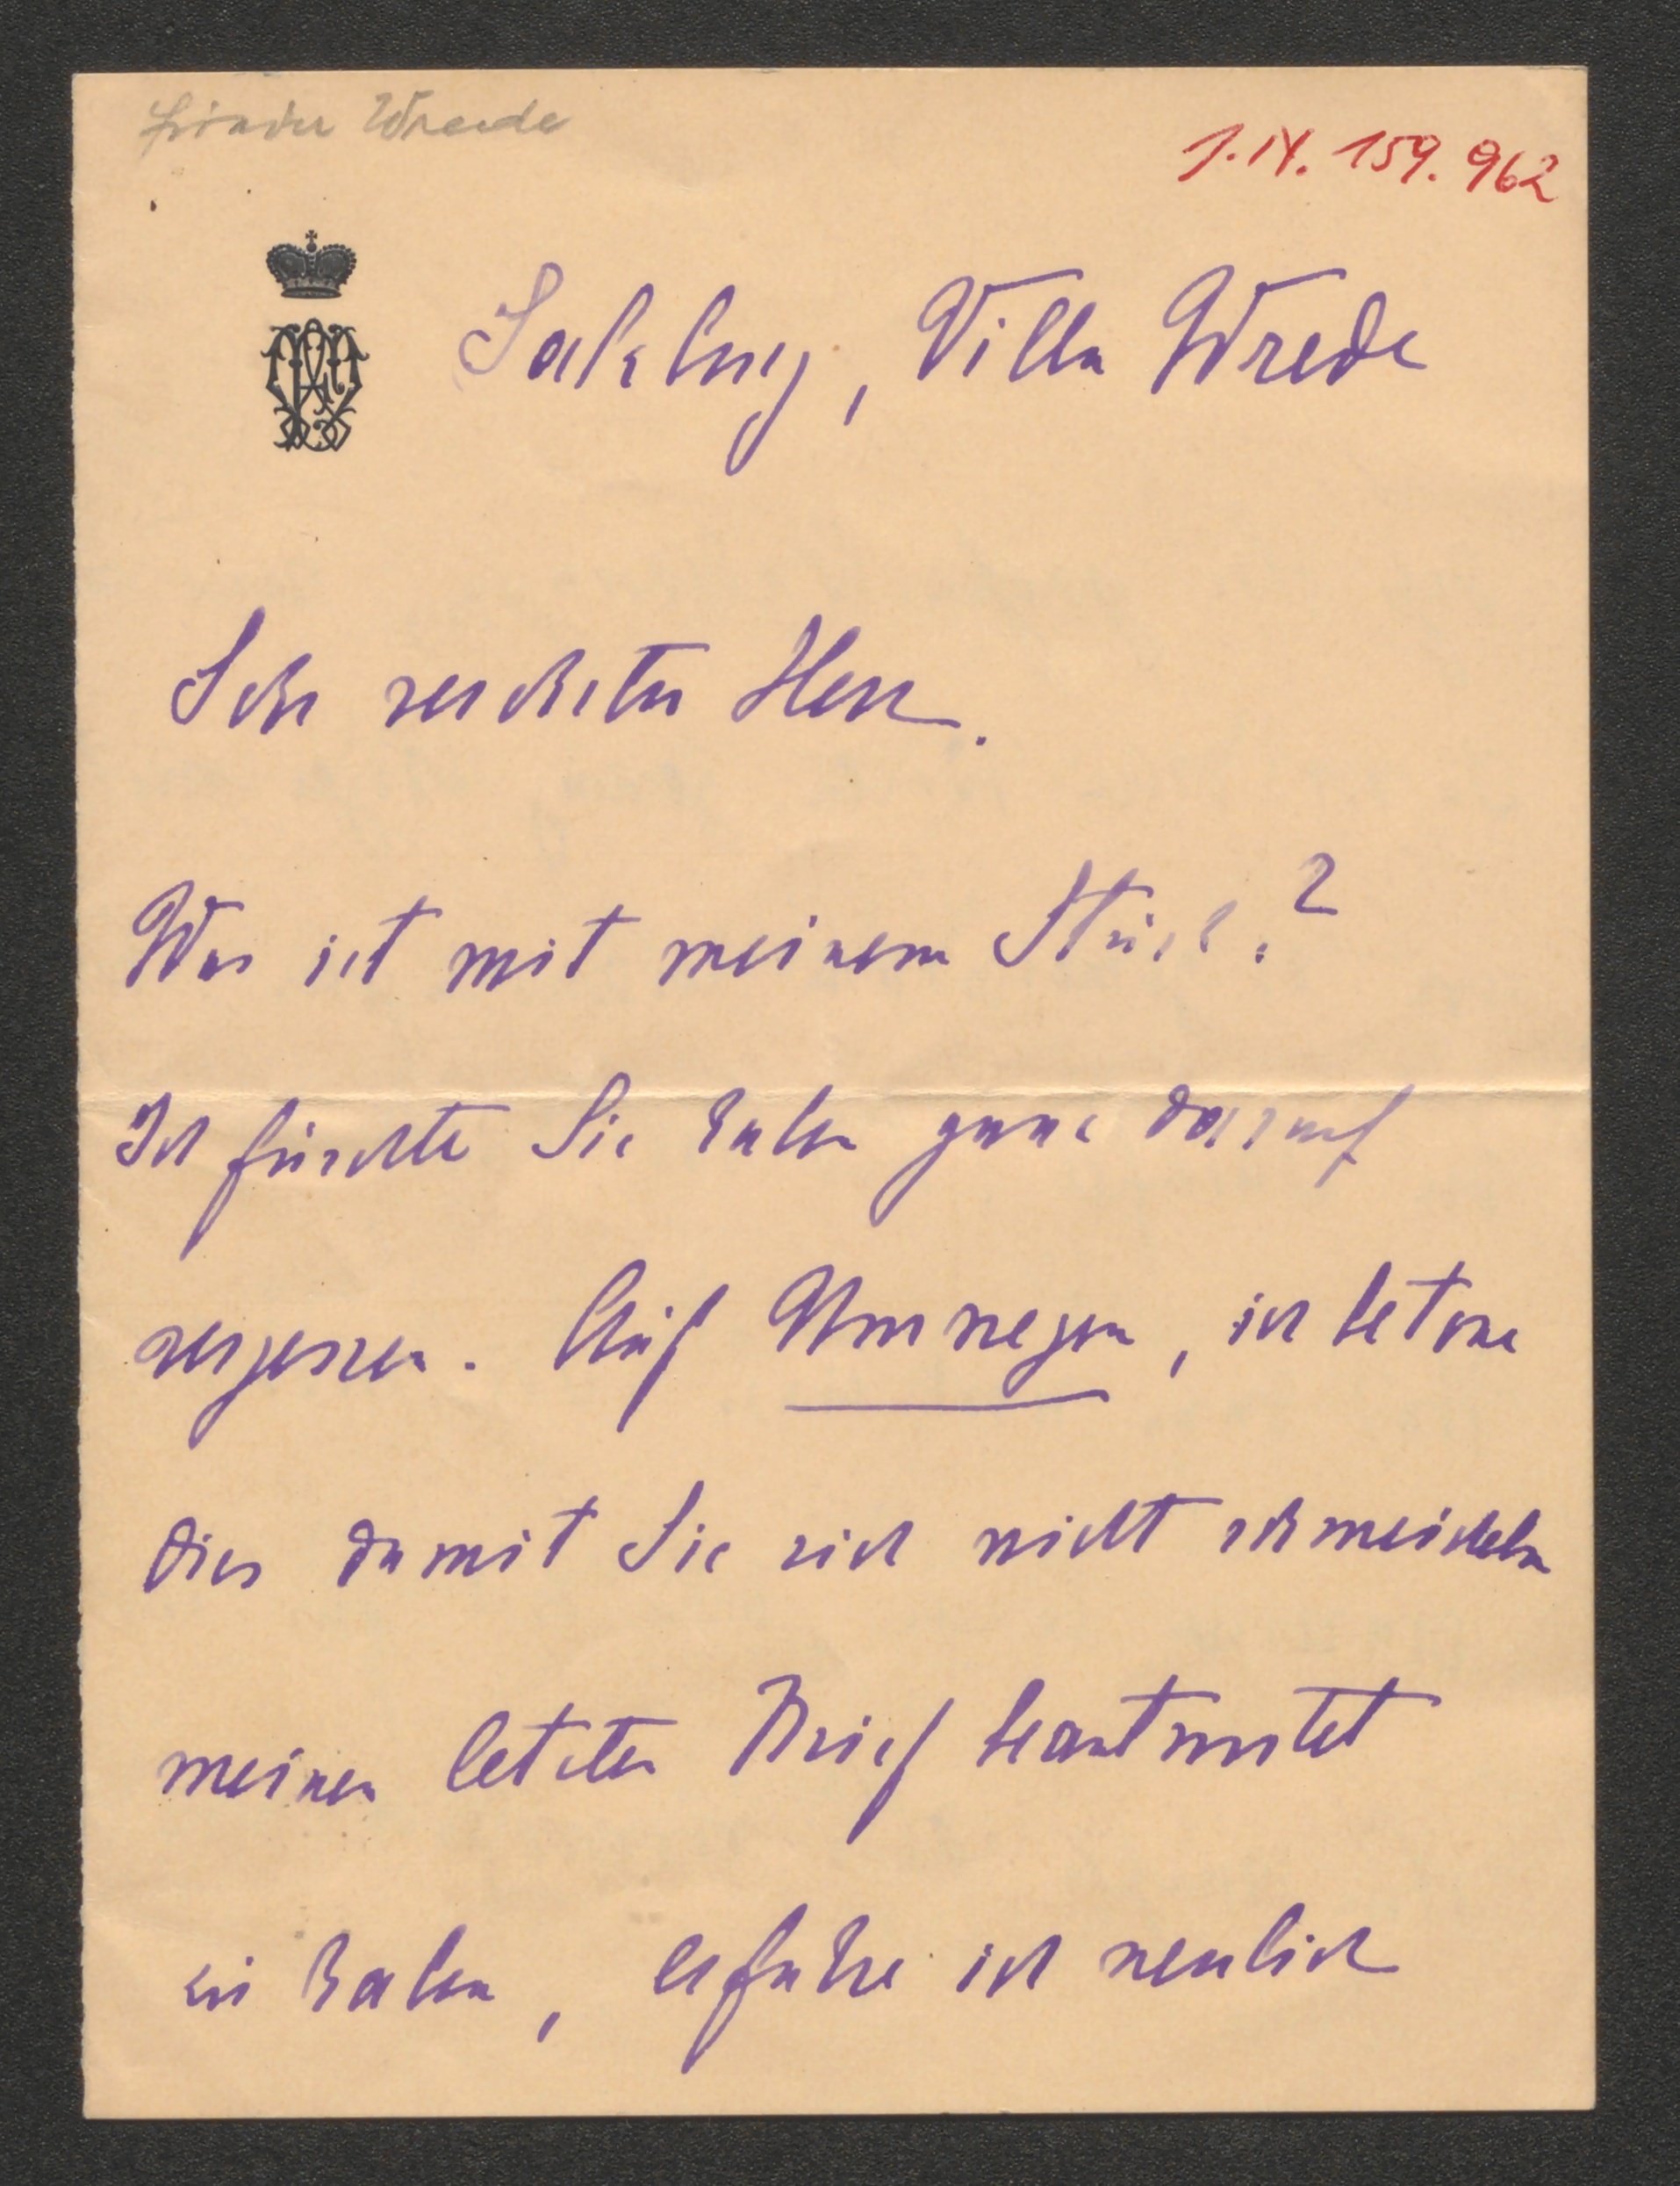 Wrede
I.N. 159.962
Salzburg, Villa Wrede
Sehr verehrter Herr.
Was ist mit meinem Stück?
Ich fürchte Sie haben ganz darauf
vergessen. Auf Umwegen, ich betone
dies damit Sie sich nicht schmeicheln
meinen letzten Brief beantwortet
zu haben, erfahre ich neulich